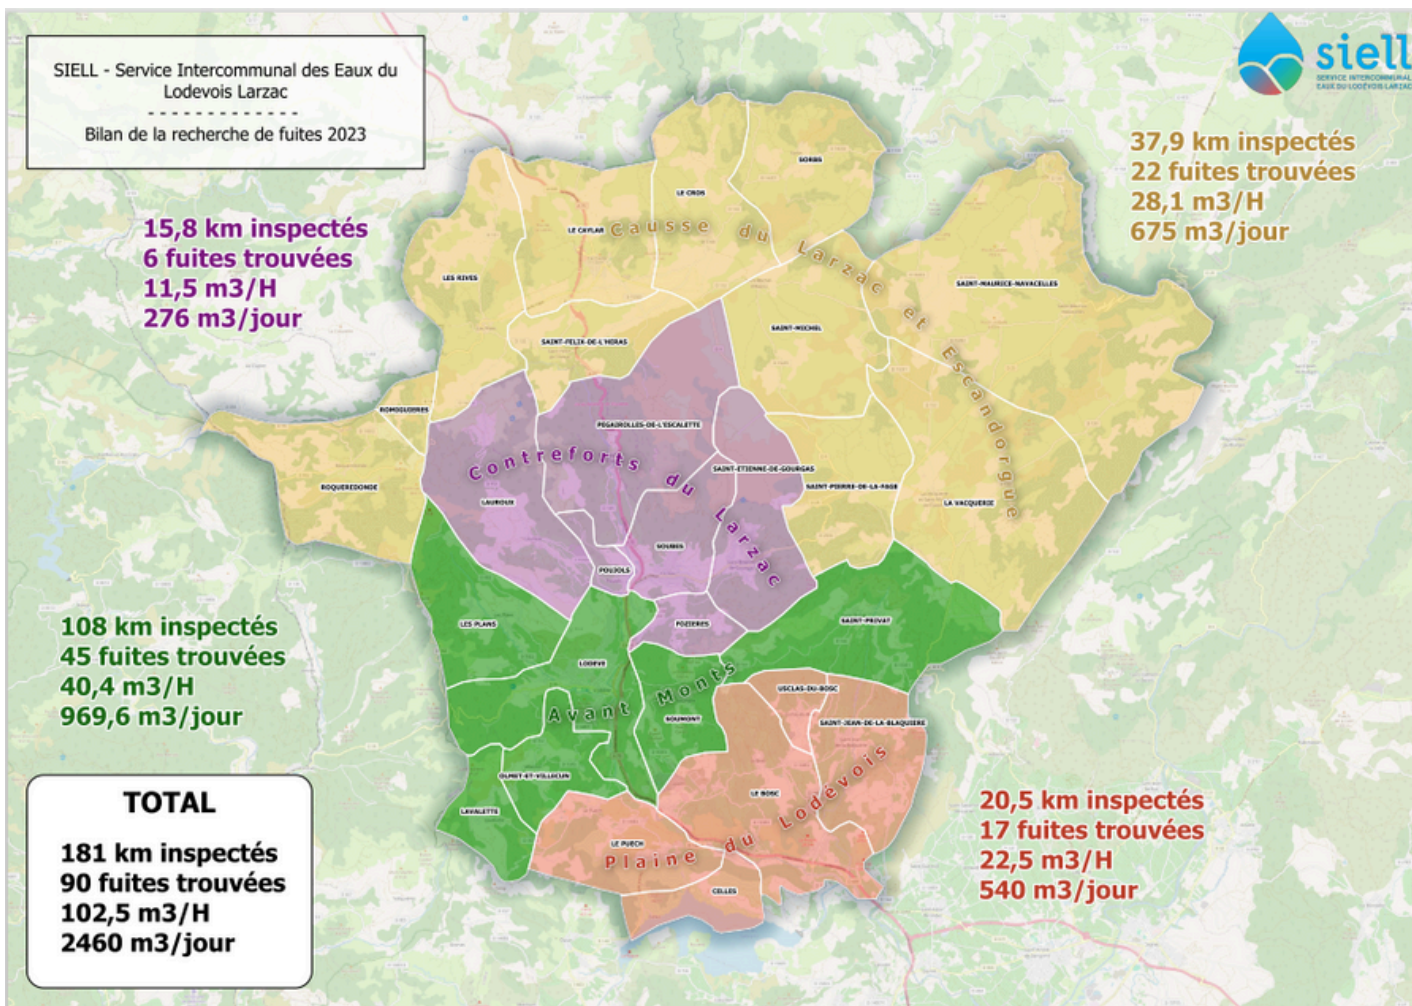 SIELL - Service Intercommunal des Eaux du
Lodevois Larzac
- - - - - - - - - - - - -
Bilan de la recherche de fuites 2023
siell
SERVICE INTERCOMMUNAL
EAUX DU LODÉVOIS LARZAC
37,9 km inspectés
22 fuites trouvées
28,1 m3/H
675 m3/jour
15,8 km inspectés
6 fuites trouvées
11,5 m3/H
276 m3/jour
SORBS
LE CROS
LE CAYLAR
Causse du Larzac et Escandorgue
LES RIVES
SAINT-MAURICE-NAVACELLES
SAINT-MICHEL
SAINT-FELIX-DE-L'HERAS
ROMIGUIERES
PEGAIROLLES-DE-L'ESCALETTE
Contreforts du Larzac
SAINT-ETIENNE-DE-GOURGAS
ROQUEREDONDE
SAINT-PIERRE-DE-LA-FAGE
LAUROUX
LA VACQUERIE
SOUBES
POUJOLS
LES PLANS
FOZIERES
SAINT-PRIVAT
LODEVE
Avant Monts
USCLAS-DU-BOSC
SOUMONT
SAINT-JEAN-DE-LA-BLAQUIERE
OLMET-ET-VILLECUN
LE BOSC
LAVALETTE
LE PUECH
Plaine du Lodévois
CELLES
108 km inspectés
45 fuites trouvées
40,4 m3/H
969,6 m3/jour
20,5 km inspectés
17 fuites trouvées
22,5 m3/H
540 m3/jour
TOTAL
181 km inspectés
90 fuites trouvées
102,5 m3/H
2460 m3/jour